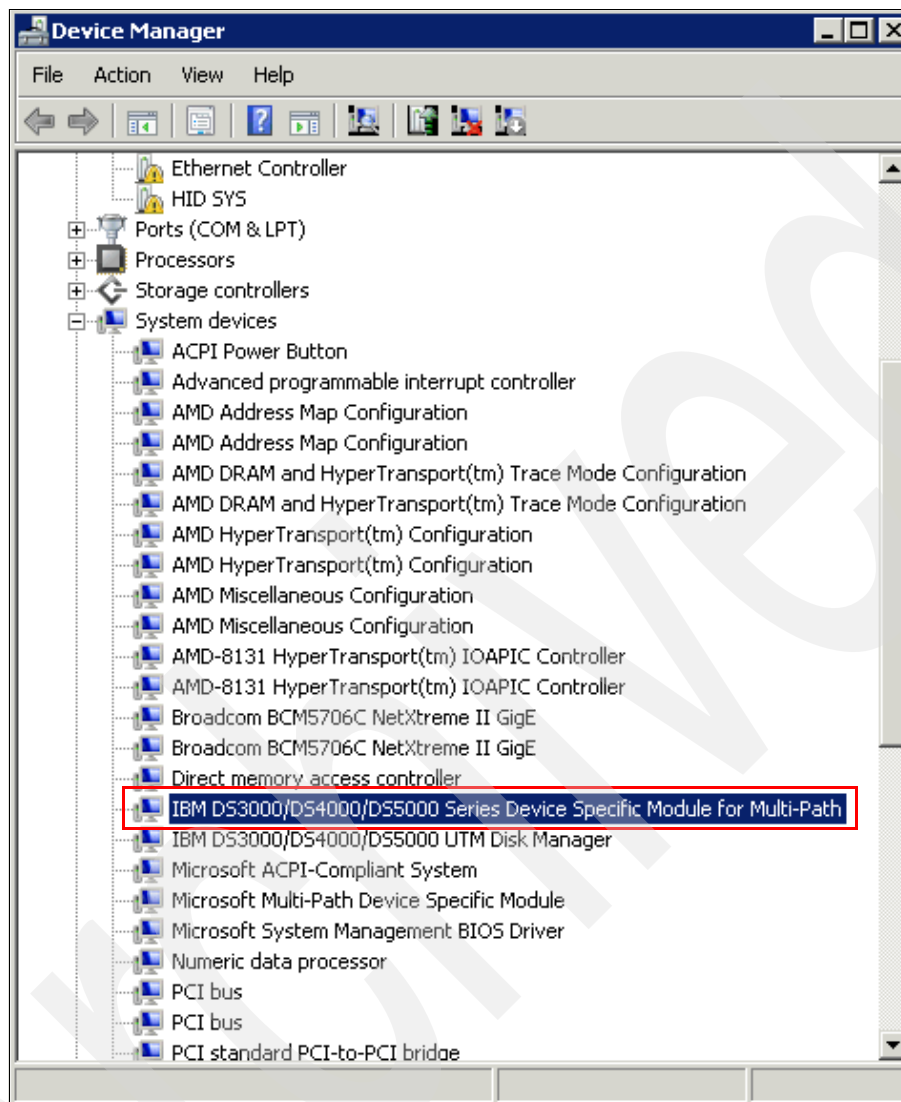 Device Manager
File Action View Help
Ethernet Controller
HID SYS
Ports (COM & LPT)
Processors
Storage controllers
System devices
ACPI Power Button
Advanced programmable interrupt controller
AMD Address Map Configuration
AMD Address Map Configuration
AMD DRAM and HyperTransport(tm) Trace Mode Configuration
AMD DRAM and HyperTransport(tm) Trace Mode Configuration
AMD HyperTransport(tm) Configuration
AMD HyperTransport(tm) Configuration
AMD Miscellaneous Configuration
AMD Miscellaneous Configuration
AMD-8131 HyperTransport(tm) IOAPIC Controller
AMD-8131 HyperTransport(tm) IOAPIC Controller
Broadcom BCM5706C NetXtreme II GigE
Broadcom BCM5706C NetXtreme II GigE
Direct memory access controller
IBM DS3000/DS4000/DS5000 Series Device Specific Module for Multi-Path
IBM DS3000/DS4000/DS5000 UTM Disk Manager
Microsoft ACPI-Compliant System
Microsoft Multi-Path Device Specific Module
Microsoft System Management BIOS Driver
Numeric data processor
PCI bus
PCI bus
PCI standard PCI-to-PCI bridge